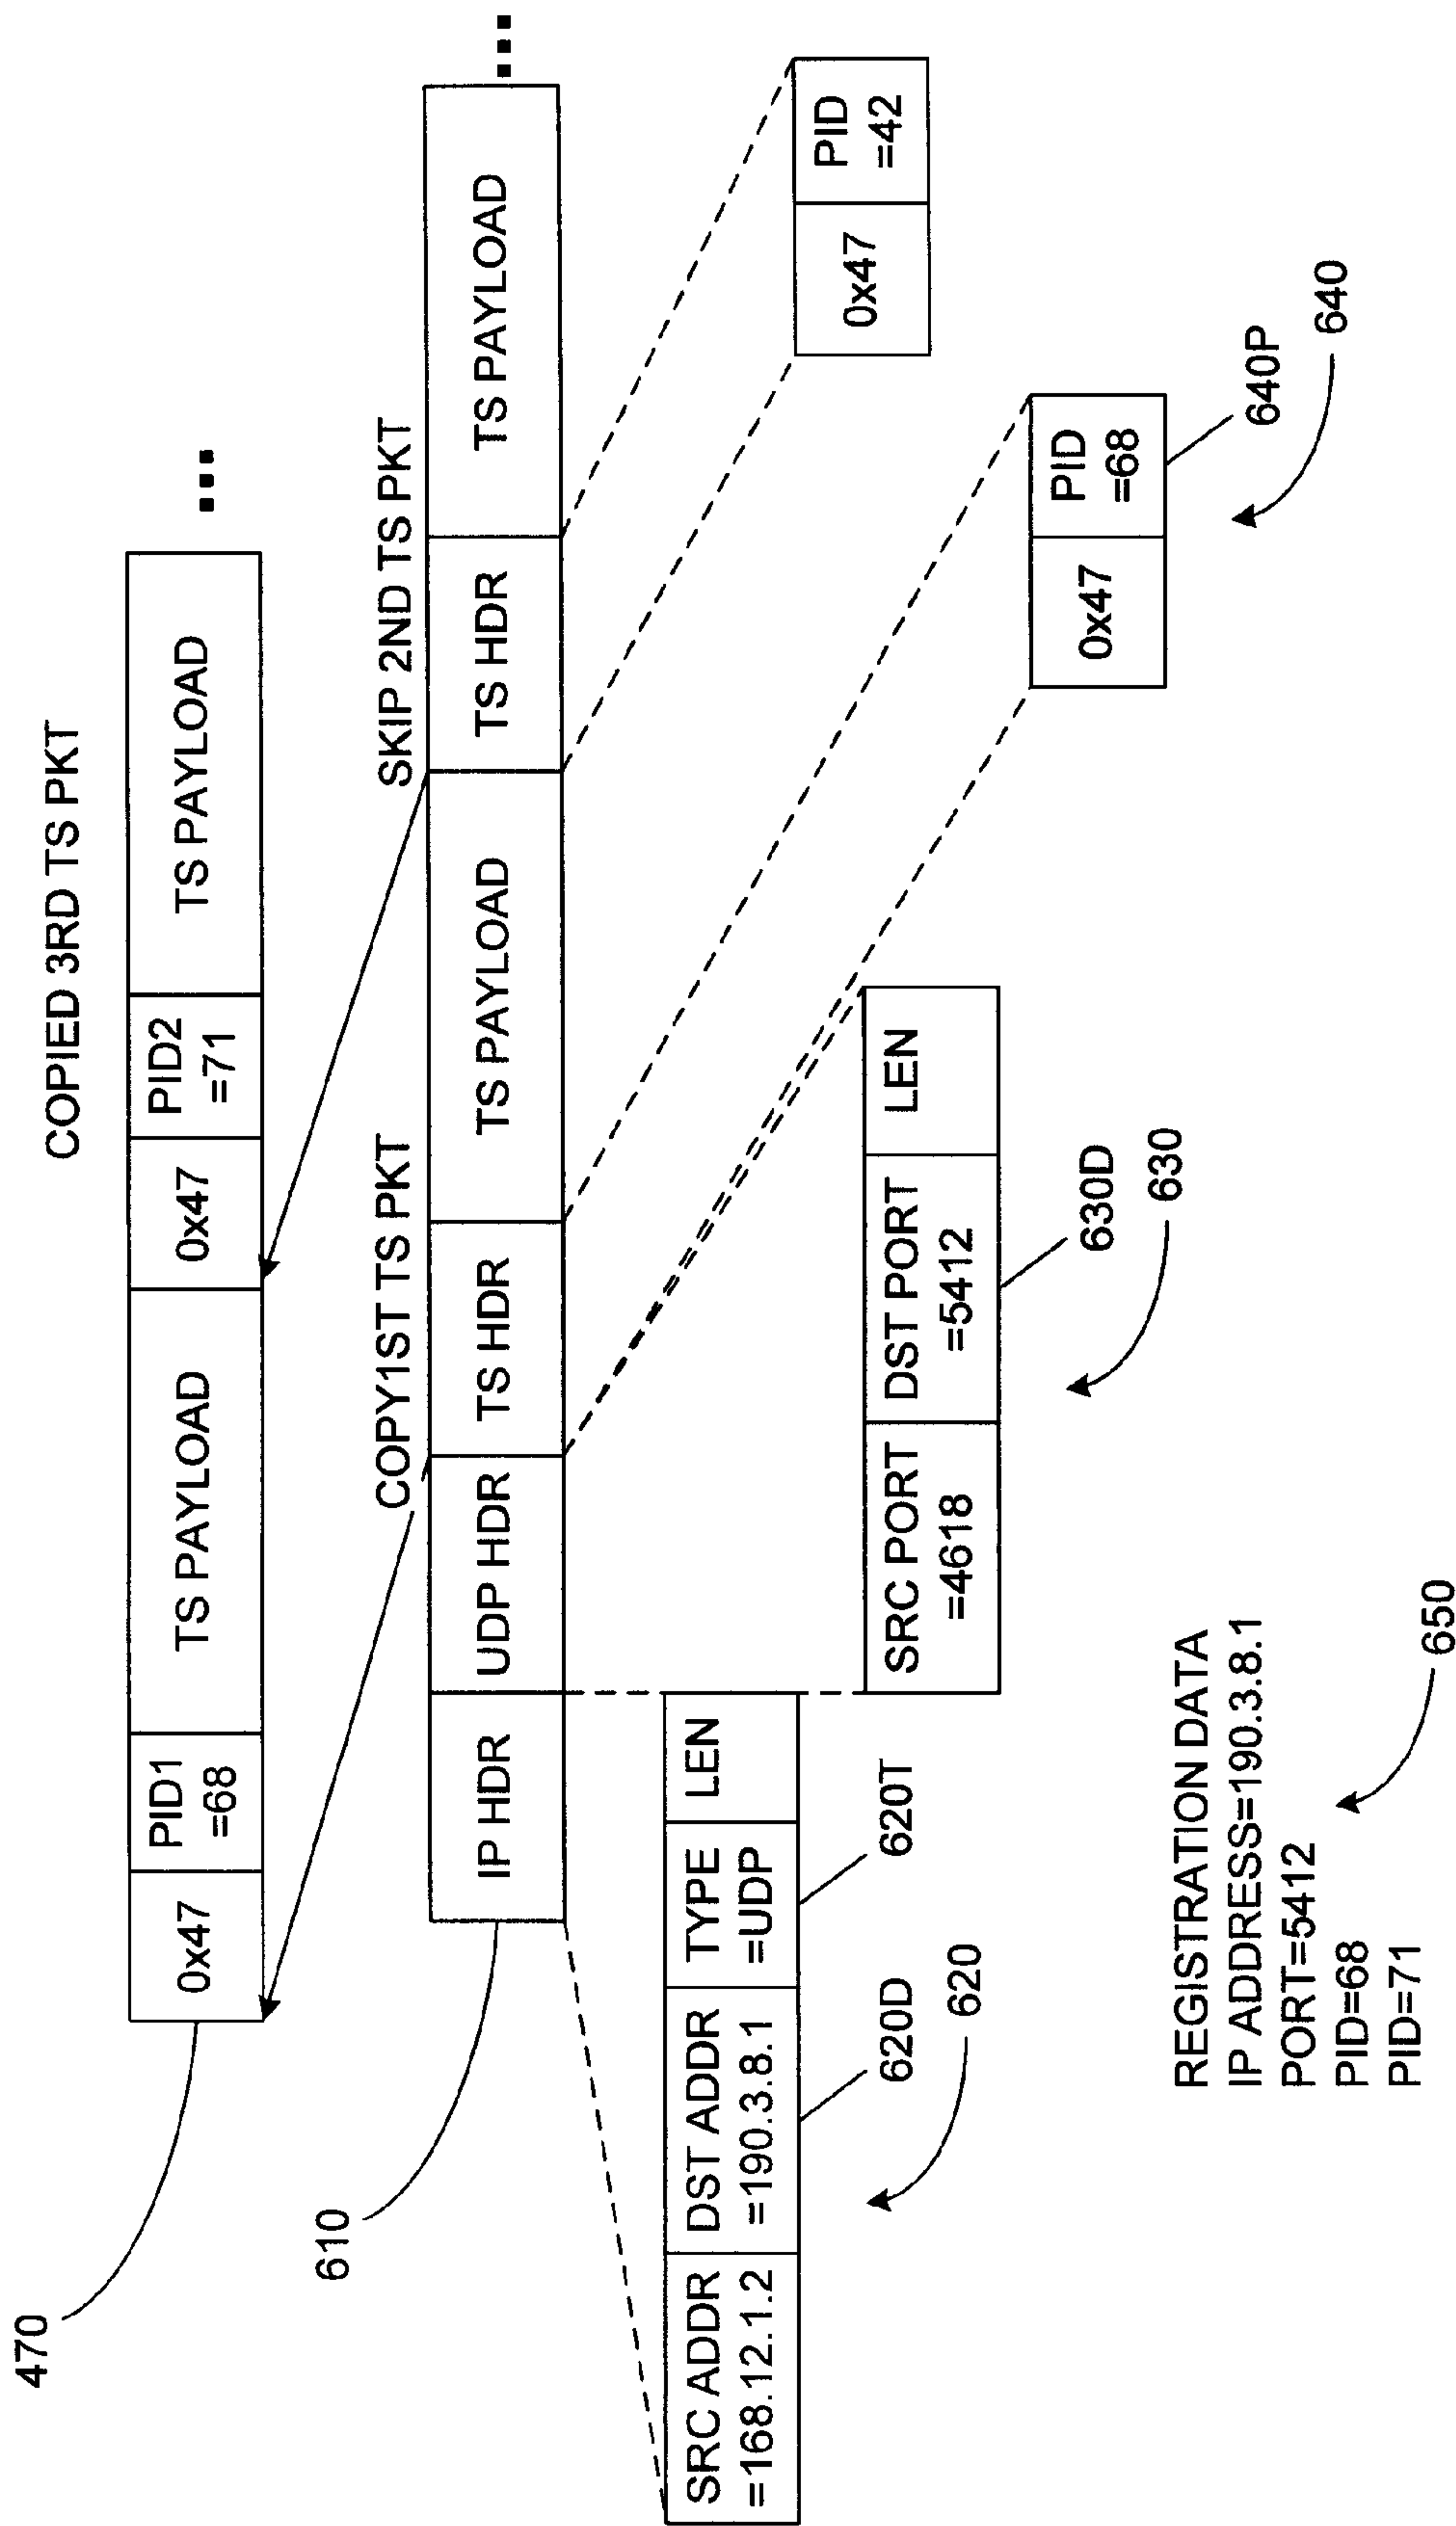 COPIED 3RD TS PKT
470
0x47
PID1
=68
TS PAYLOAD
0x47
PID2
=71
TS PAYLOAD
...
COPY1ST TS PKT
SKIP 2ND TS PKT
610
IP HDR
UDP HDR
TS HDR
TS PAYLOAD
TS HDR
TS PAYLOAD
...
SRC ADDR
=168.12.1.2
DST ADDR
=190.3.8.1
TYPE
=UDP
LEN
620D
620T
620
SRC PORT
=4618
DST PORT
=5412
LEN
630D
630
0x47
PID
=42
0x47
PID
=68
640P
640
REGISTRATION DATA
IP ADDRESS=190.3.8.1
PORT=5412
PID=68
PID=71
650